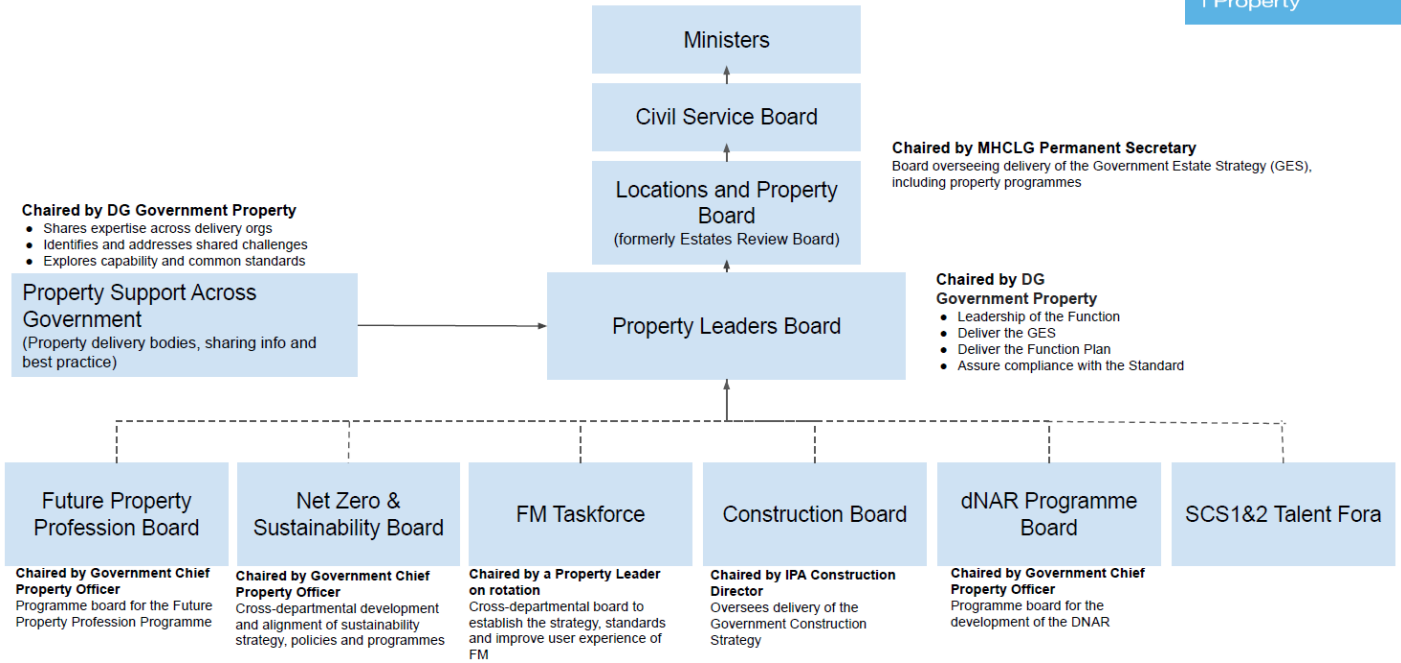 Property
Ministers
Civil Service Board
Chaired by MHCLG Permanent Secretary
Board overseeing delivery of the Government Estate Strategy (GES),
including property programmes
Locations and Property
Board
(formerly Estates Review Board)
Chaired by DG Government Property
● Shares expertise across delivery orgs
● Identifies and addresses shared challenges
● Explores capability and common standards
Property Support Across
Government
(Property delivery bodies, sharing info and
best practice)
Property Leaders Board
Chaired by DG
Government Property
● Leadership of the Function
● Deliver the GES
● Deliver the Function Plan
● Assure compliance with the Standard
Future Property
Profession Board
Chaired by Government Chief
Property Officer
Programme board for the Future
Property Profession Programme
Net Zero &
Sustainability Board
Chaired by Government Chief
Property Officer
Cross-departmental development
and alignment of sustainability
strategy, policies and programmes
FM Taskforce
Chaired by a Property Leader
on rotation
Cross-departmental board to
establish the strategy, standards
and improve user experience of
FM
Construction Board
Chaired by IPA Construction
Director
Oversees delivery of the
Government Construction
Strategy
dNAR Programme
Board
Chaired by Government Chief
Property Officer
Programme board for the
development of the DNAR
SCS1&2 Talent Fora